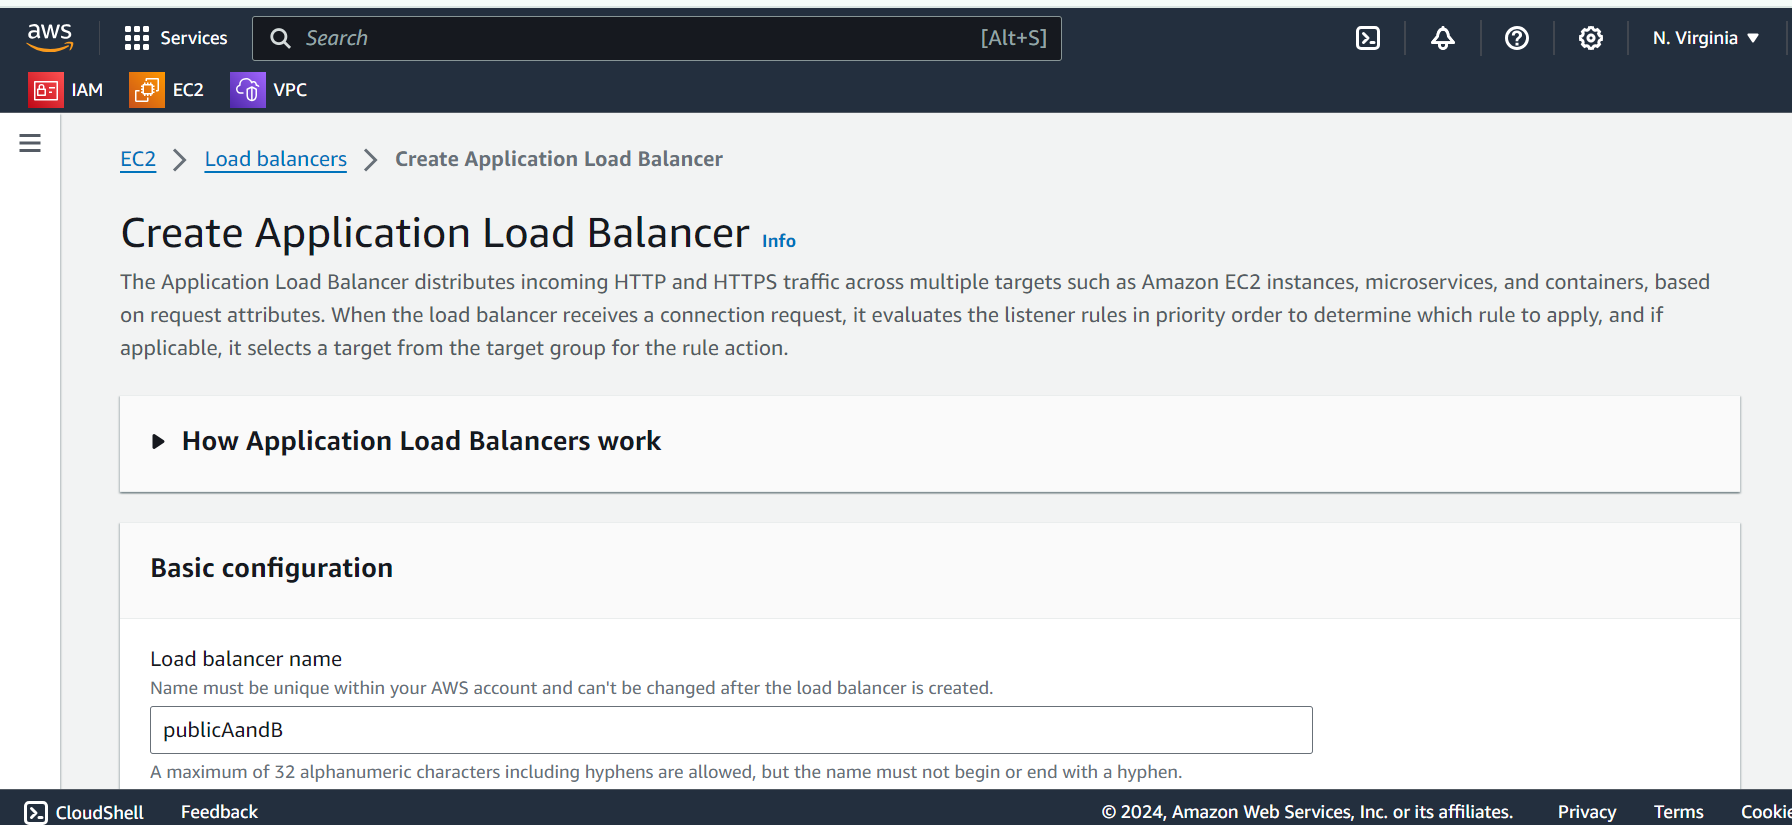 aws
Services
Search [Alt+S]
N. Virginia
IAM EC2 VPC
EC2 Load balancers Create Application Load Balancer
Create Application Load Balancer Info
The Application Load Balancer distributes incoming HTTP and HTTPS traffic across multiple targets such as Amazon EC2 instances, microservices, and containers, based
on request attributes. When the load balancer receives a connection request, it evaluates the listener rules in priority order to determine which rule to apply, and if
applicable, it selects a target from the target group for the rule action.
How Application Load Balancers work
Basic configuration
Load balancer name
Name must be unique within your AWS account and can't be changed after the load balancer is created.
publicAandB
A maximum of 32 alphanumeric characters including hyphens are allowed, but the name must not begin or end with a hyphen.
CloudShell Feedback © 2024, Amazon Web Services, Inc. or its affiliates. Privacy Terms Cookie